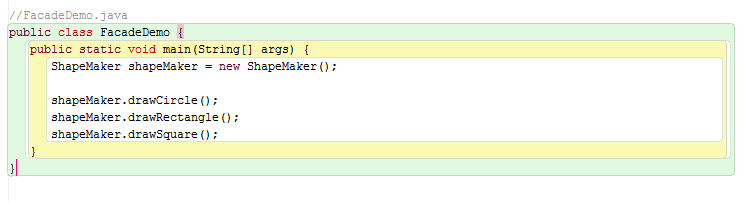 //FacadeDemo.java
public class FacadeDemo {
public static void main(String[] args) {
ShapeMaker shapeMaker = new ShapeMaker();
shapeMaker.drawCircle();
shapeMaker.drawRectangle();
shapeMaker.drawSquare();
}
}